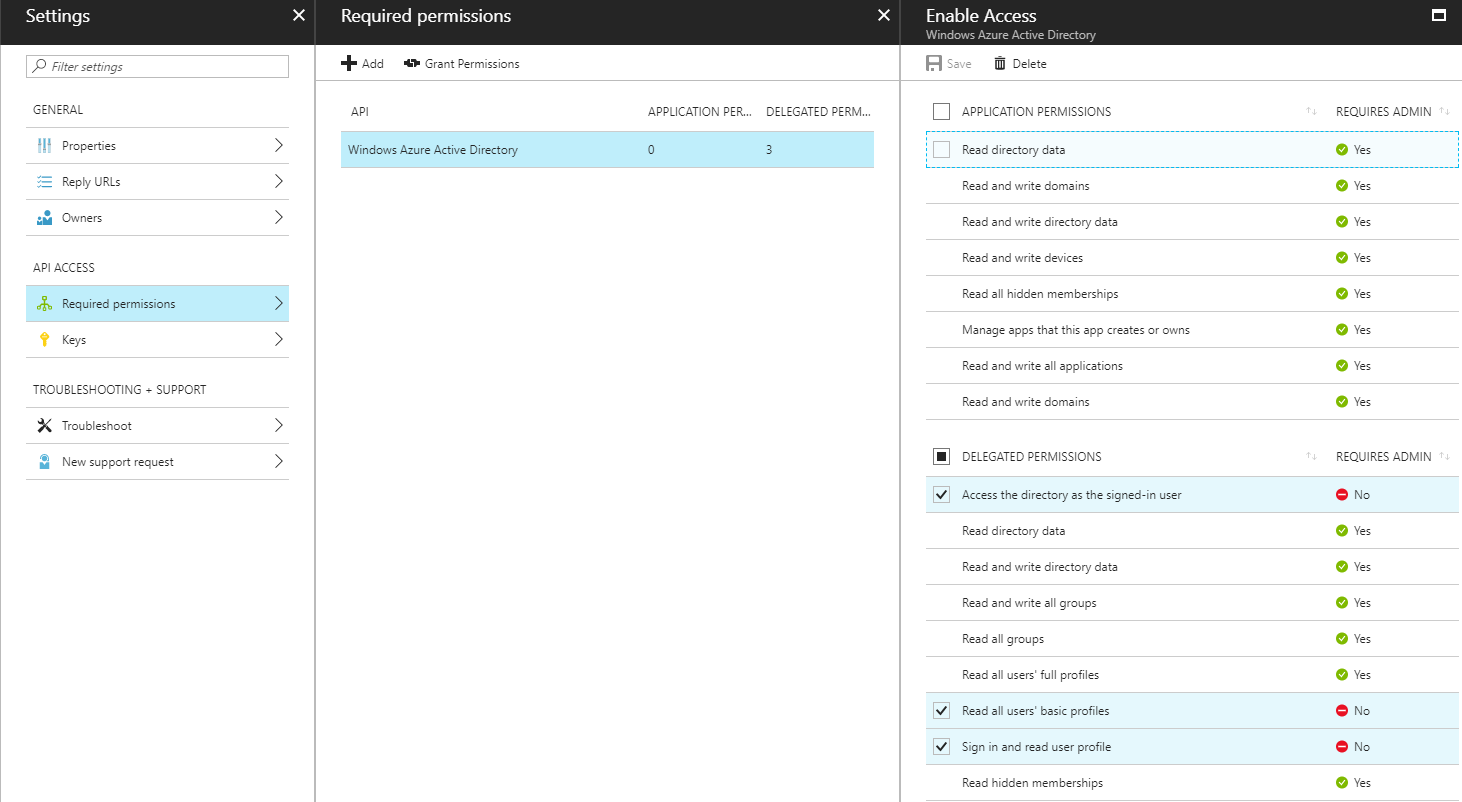 Settings
Filter settings
GENERAL
Properties
Reply URLs
Owners
API ACCESS
Required permissions
Keys
TROUBLESHOOTING + SUPPORT
Troubleshoot
New support request
Required permissions
Add Grant Permissions
API APPLICATION PER... DELEGATED PERM...
Windows Azure Active Directory 0 3
Enable Access
Windows Azure Active Directory
Save Delete
APPLICATION PERMISSIONS REQUIRES ADMIN
Read directory data Yes
Read and write domains Yes
Read and write directory data Yes
Read and write devices Yes
Read all hidden memberships Yes
Manage apps that this app creates or owns Yes
Read and write all applications Yes
Read and write domains Yes
DELEGATED PERMISSIONS REQUIRES ADMIN
Access the directory as the signed-in user No
Read directory data Yes
Read and write directory data Yes
Read and write all groups Yes
Read all groups Yes
Read all users' full profiles Yes
Read all users' basic profiles No
Sign in and read user profile No
Read hidden memberships Yes